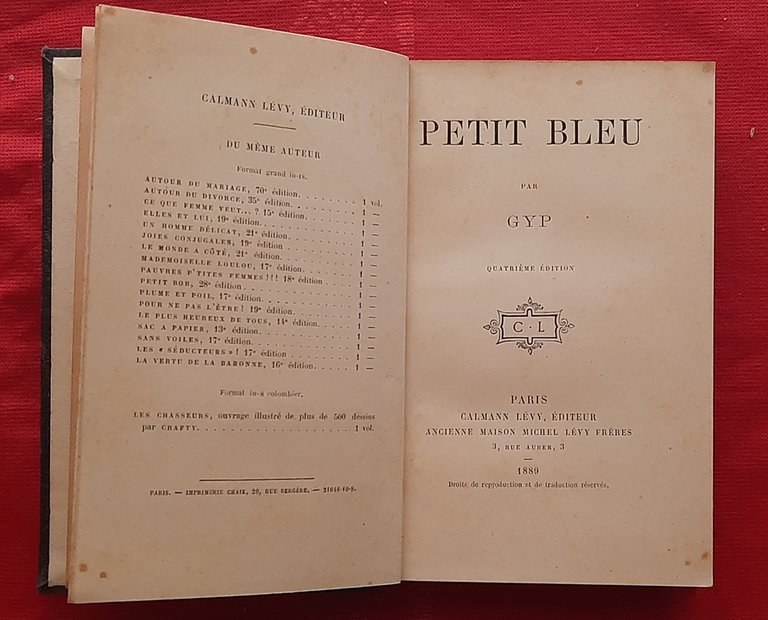 CALMANN LÉVY, ÉDITEUR
DU MÊME AUTEUR
Format grand in-18.
AUTOUR DU MARIAGE, 70e édition. . . . . . . . 1 vol.
AUTOUR DU DIVORCE, 35e édition. . . . . . . . 1 —
CE QUE FEMME VEUT...? 15e édition. . . . . . . 1 —
ELLES ET LUI, 19e édition. . . . . . . . . . . 1 —
UN HOMME DÉLICAT, 21e édition. . . . . . . . . 1 —
JOIES CONJUGALES, 19e édition . . . . . . . . 1 —
LE MONDE A CÔTÉ, 21e édition. . . . . . . . . 1 —
MADEMOISELLE LOULOU, 17e édition. . . . . . . 1 —
PAUVRES P'TITES FEMMES!!! 18e édition . . . . 1 —
PETIT BOB, 28e édition. . . . . . . . . . . . 1 —
PLUME ET POIL, 17e édition. . . . . . . . . . 1 —
POUR NE PAS L'ÊTRE! 19e édition. . . . . . . . 1 —
LE PLUS HEUREUX DE TOUS, 14e édition. . . . . 1 —
SAC A PAPIER, 13e édition. . . . . . . . . . . 1 —
SANS VOILES, 17e édition. . . . . . . . . . . 1 —
LES « SÉDUCTEURS »! 17e édition . . . . . . . 1 —
LA VERTU DE LA BARONNE, 16e édition. . . . . . 1 —
Format in-8 colombier.
LES CHASSEURS, ouvrage illustré de plus de 500 dessins
par CRAFTY. . . . . . . . . . . . . . . . . . 1 vol.
PARIS. — IMPRIMERIE CHAIX, 20, RUE BERGÈRE. —
PETIT BLEU
PAR
GYP
QUATRIÈME ÉDITION
C · L
PARIS
CALMANN LÉVY, ÉDITEUR
ANCIENNE MAISON MICHEL LÉVY FRÈRES
3, RUE AUBER, 3
1889
Droits de reproduction et de traduction réservés.